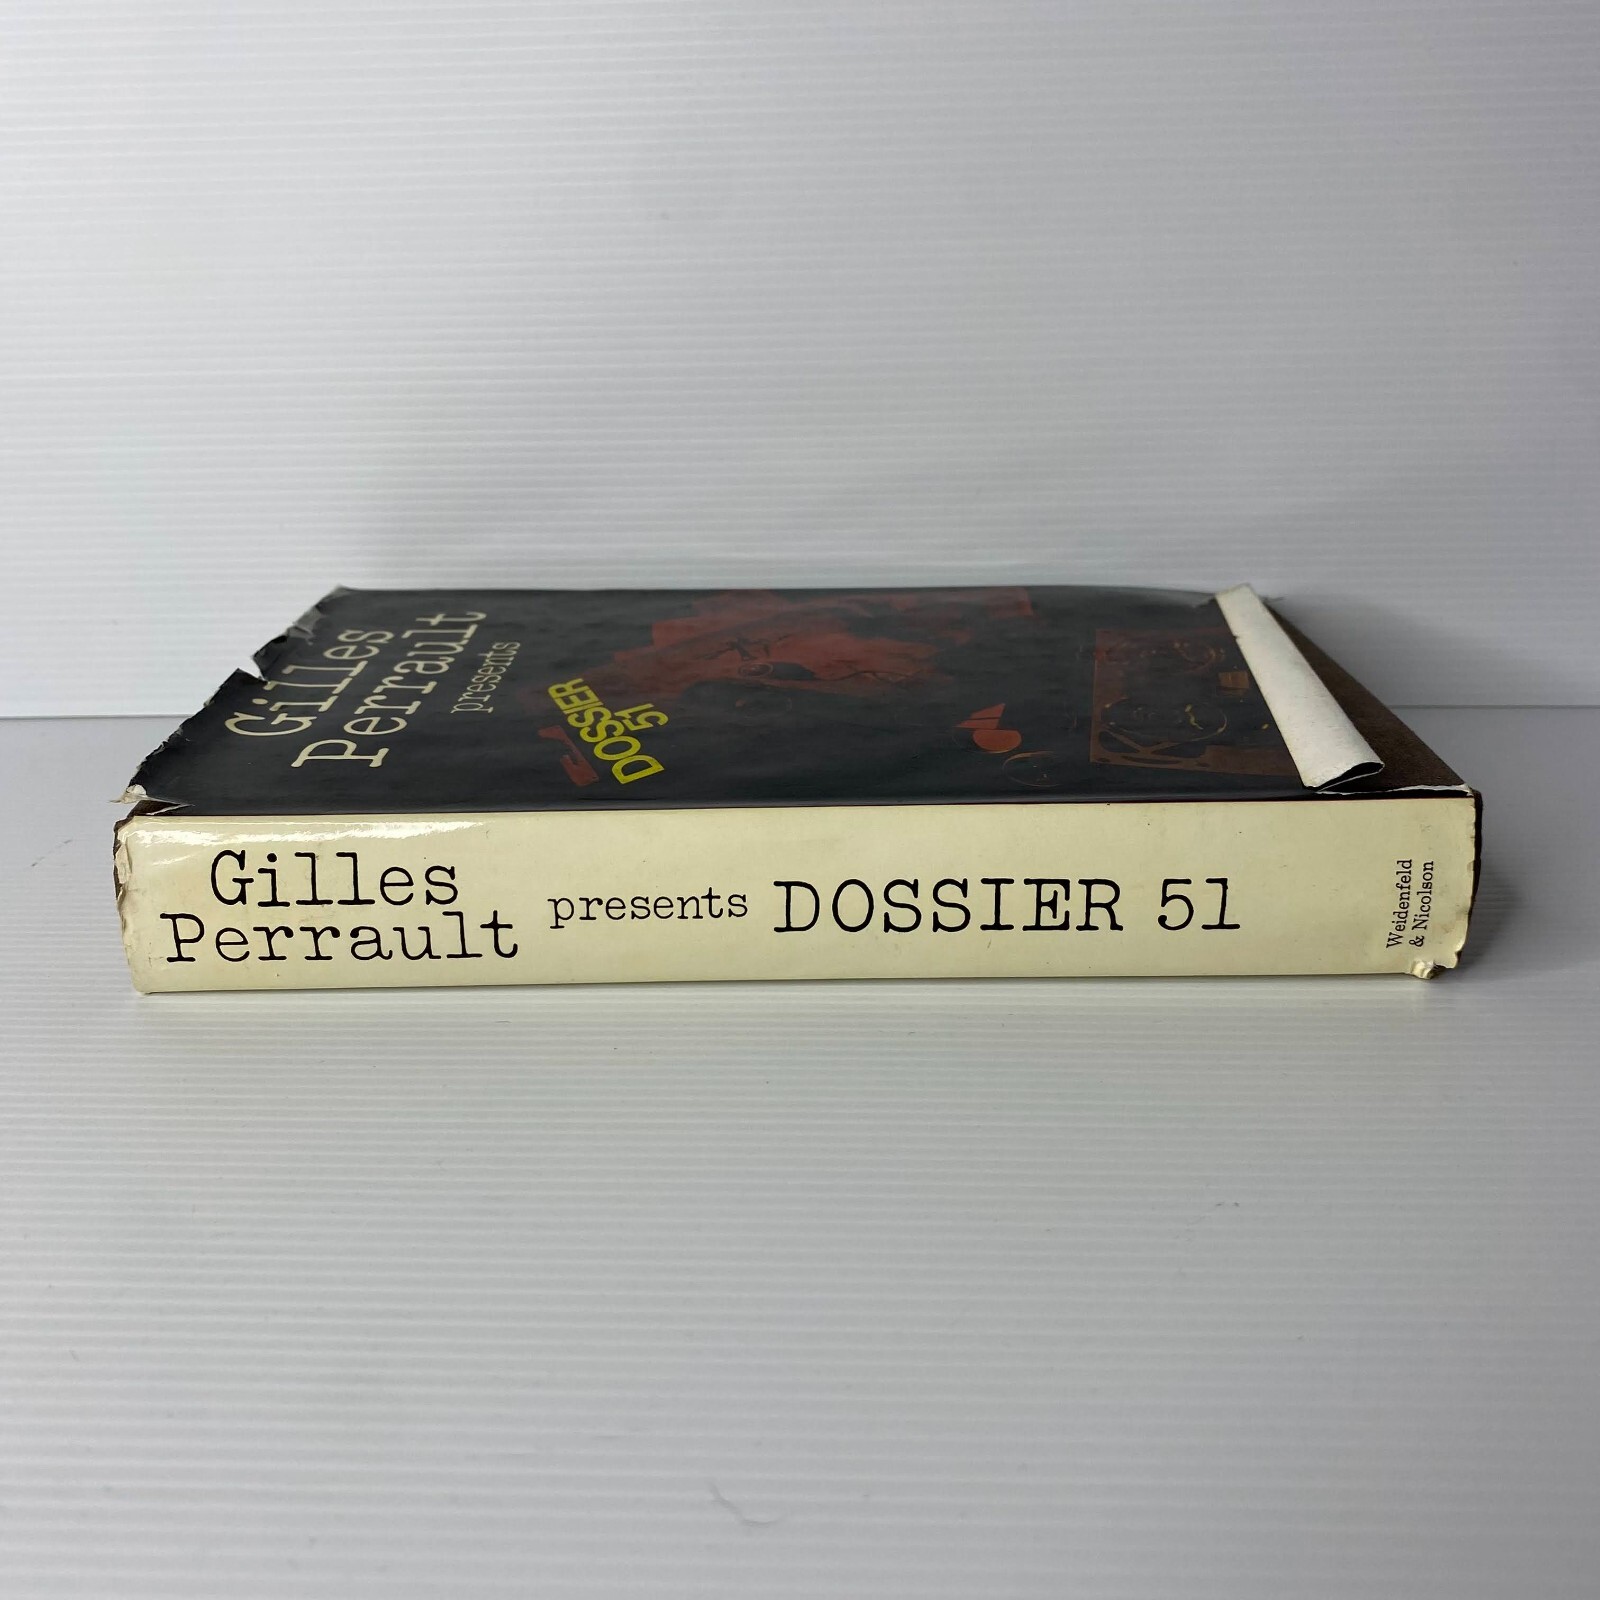 Gilles
Perrault
presents
DOSSIER
51
Gilles
Perrault
presents DOSSIER 51
Weidenfeld
& Nicolson